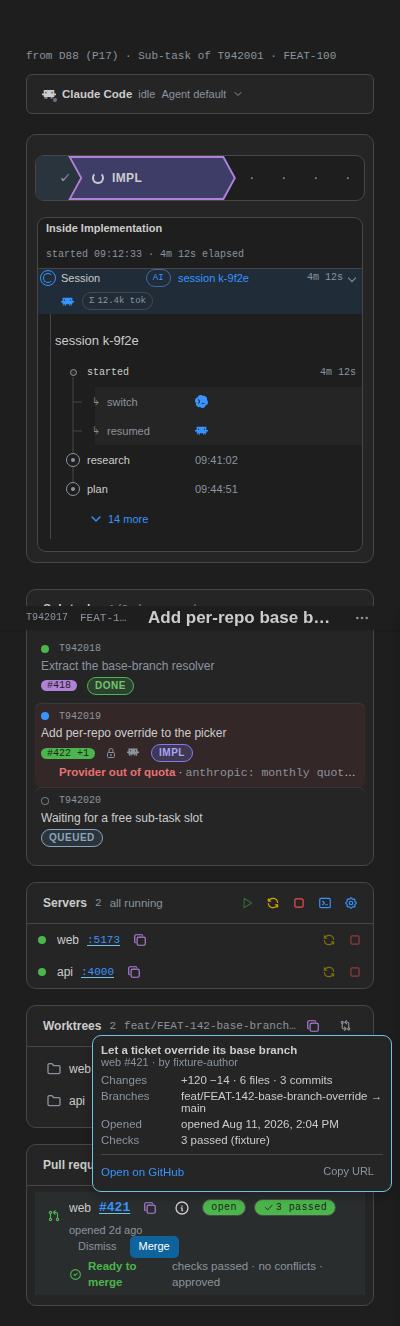 from D88 (P17) · Sub-task of T942001 · FEAT-100
Claude Code idle Agent default
IMPL
Inside Implementation
started 09:12:33 · 4m 12s elapsed
Session AI session k-9f2e 4m 12s
Σ 12.4k tok
session k-9f2e
started 4m 12s
↳ switch
↳ resumed
research 09:41:02
plan 09:44:51
14 more
T942017 FEAT-1… Add per-repo base b… ···
T942018
Extract the base-branch resolver
#418 DONE
T942019
Add per-repo override to the picker
#422 +1 IMPL
Provider out of quota · anthropic: monthly quot…
T942020
Waiting for a free sub-task slot
QUEUED
Servers 2 all running
web :5173
api :4000
Worktrees 2 feat/FEAT-142-base-branch…
web
api
Let a ticket override its base branch
web #421 · by fixture-author
Changes +120 −14 · 6 files · 3 commits
Branches feat/FEAT-142-base-branch-override → main
Opened opened Aug 11, 2026, 2:04 PM
Checks 3 passed (fixture)
Open on GitHub Copy URL
Pull requ
web #421 open 3 passed
opened 2d ago
Dismiss Merge
Ready to merge checks passed · no conflicts · approved